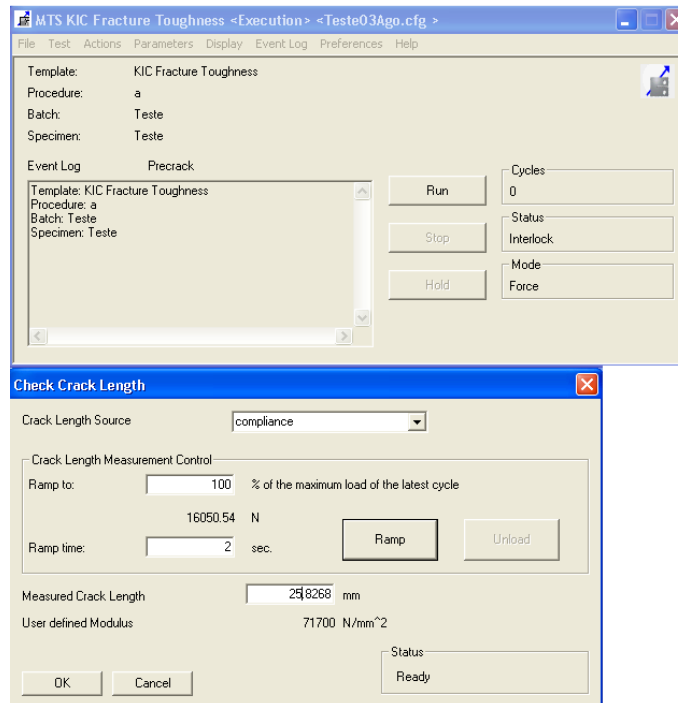 MTS KIC Fracture Toughness <Execution> <Teste03Ago.cfg >
File Test Actions Parameters Display Event Log Preferences Help
Template: KIC Fracture Toughness
Procedure: a
Batch: Teste
Specimen: Teste
Event Log Precrack
Template: KIC Fracture Toughness
Procedure: a
Batch: Teste
Specimen: Teste
Run
Stop
Hold
Cycles
0
Status
Interlock
Mode
Force
Check Crack Length
Crack Length Source compliance
Crack Length Measurement Control
Ramp to: 100 % of the maximum load of the latest cycle
16050.54 N
Ramp time: 2 sec.
Ramp Unload
Measured Crack Length 25.8268 mm
User defined Modulus 71700 N/mm^2
Status
Ready
OK Cancel